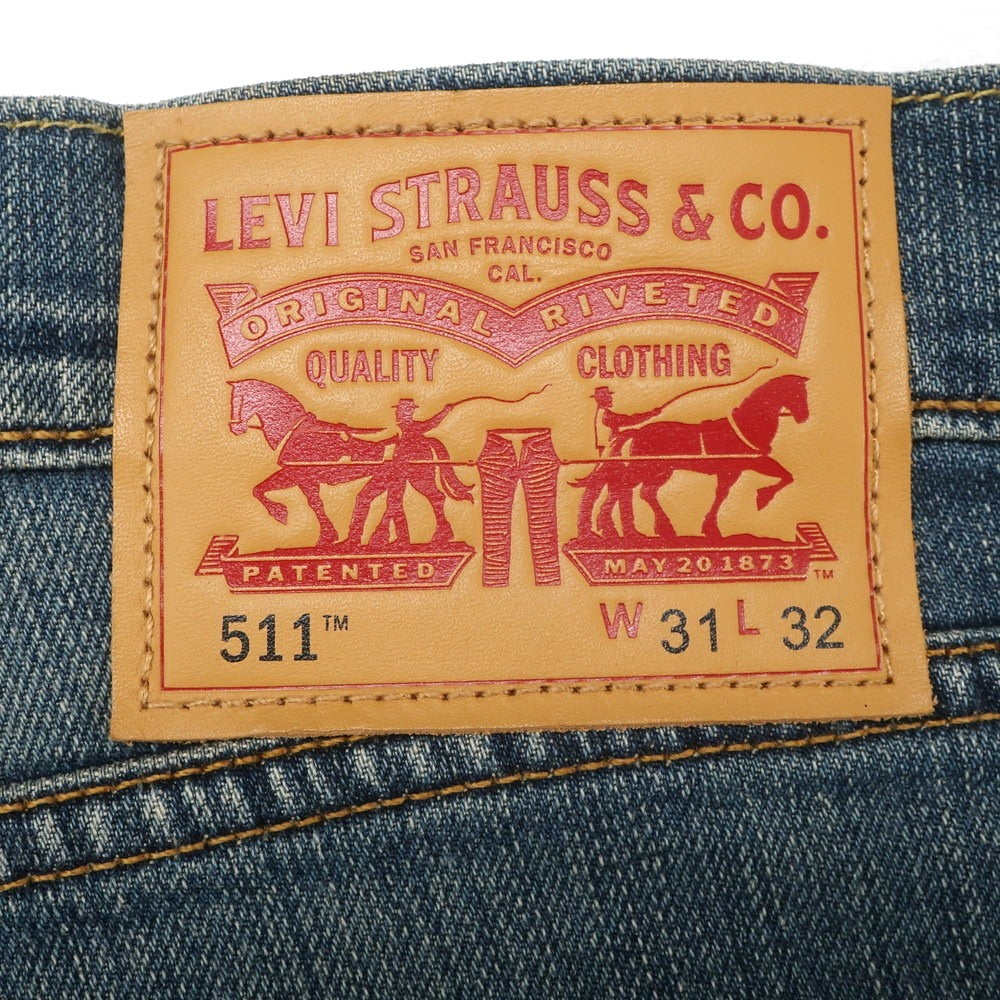 LEVI STRAUSS & CO.
SAN FRANCISCO
CAL.
ORIGINAL RIVETED
QUALITY CLOTHING
PATENTED MAY 20 1873 ™
511™ W 31 L 32